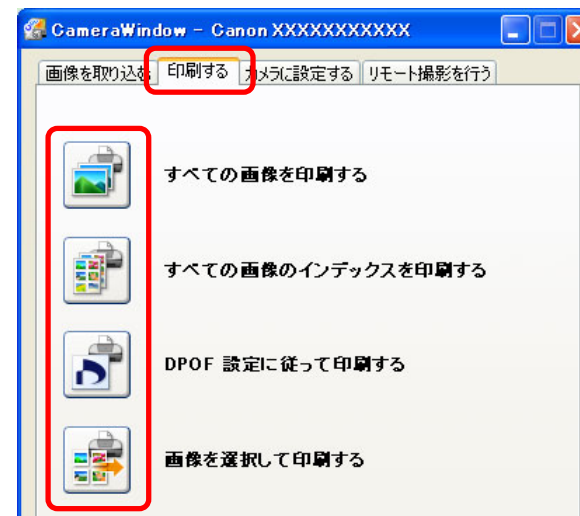 CameraWindow - Canon XXXXXXXXXXX
画像を取り込む 印刷する カメラに設定する リモート撮影を行う
すべての画像を印刷する
すべての画像のインデックスを印刷する
DPOF 設定に従って印刷する
画像を選択して印刷する